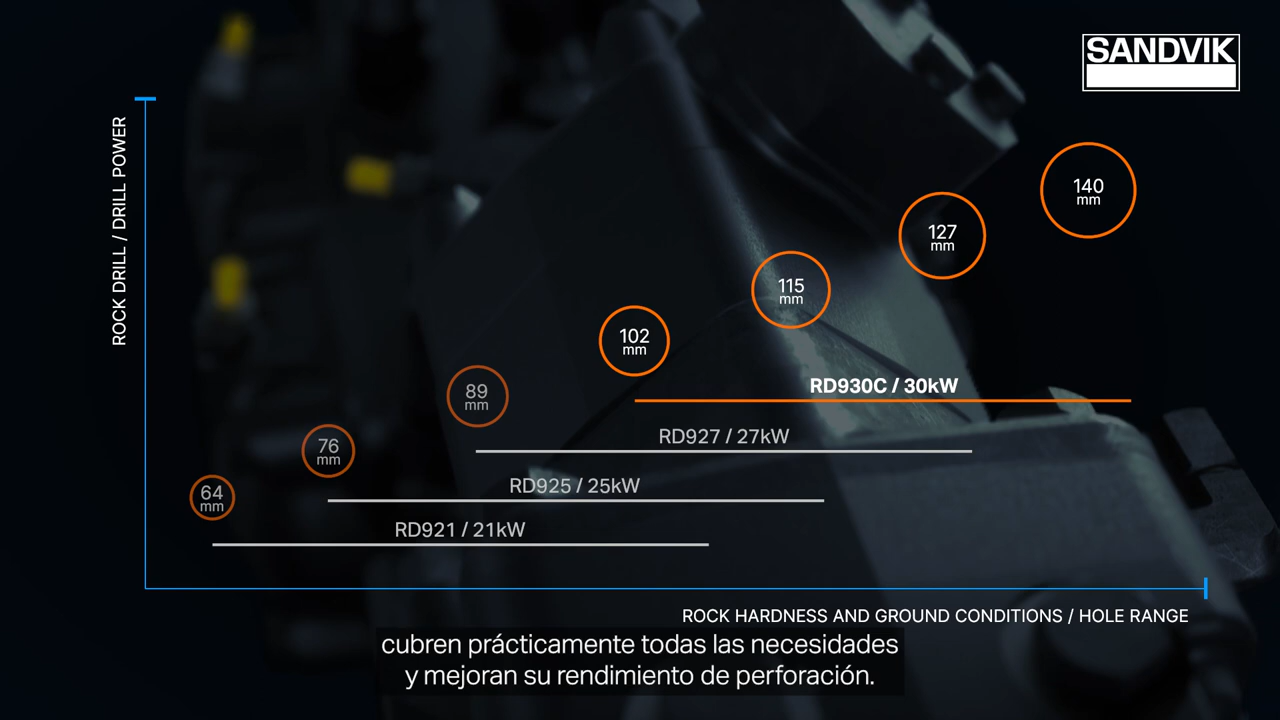 SANDVIK
ROCK DRILL / DRILL POWER
140
mm
127
mm
115
mm
102
mm
RD930C / 30kW
89
mm
RD927 / 27kW
76
mm
RD925 / 25kW
64
mm
RD921 / 21kW
ROCK HARDNESS AND GROUND CONDITIONS / HOLE RANGE
cubren prácticamente todas las necesidades
y mejoran su rendimiento de perforación.